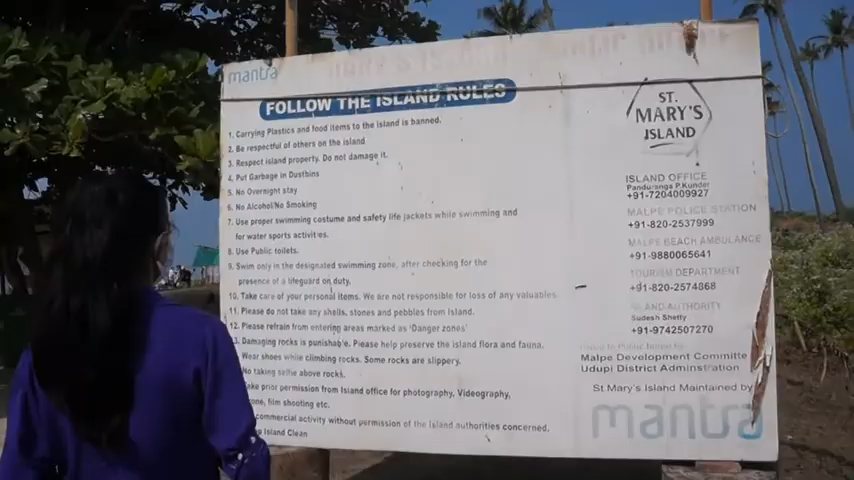 mantra
FOLLOW THE ISLAND RULES
1. Carrying Plastics and food items to the island is banned.
2. Be respectful of others on the island
3. Respect island property. Do not damage it.
4. Put Garbage in Dustbins
5. No Overnight stay
6. No Alcohol/No Smoking
7. Use proper swimming costume and safety life jackets while swimming and
for water sports activities.
8. Use Public toilets.
9. Swim only in the designated swimming zone, after checking for the
presence of a lifeguard on duty.
10. Take care of your personal items. We are not responsible for loss of any valuables.
11. Please do not take any shells, stones and pebbles from island.
12. Please refrain from entering areas marked as 'Danger zones'
Damaging rocks is punishable. Please help preserve the island flora and fauna.
Wear shoes while climbing rocks. Some rocks are slippery.
No taking selfie above rocks.
prior permission from Island office for photography, Videography,
film shooting etc.
commercial activity without permission of the Island authorities is not allowed.
Island Clean
ST.
MARY'S
ISLAND
ISLAND OFFICE
Panduranga P.Kunder
+91-7204009927
MALPE POLICE STATION
+91-820-2537999
MALPE BEACH AMBULANCE
+91-9880065641
TOURISM DEPARTMENT
+91-820-2574868
ISLAND AUTHORITY
Sudesh Shetty
+91-9742507270
Issued in Public Interest
Malpe Development Committee
Udupi District Adminstration
St Mary's Island Maintained by
mantra